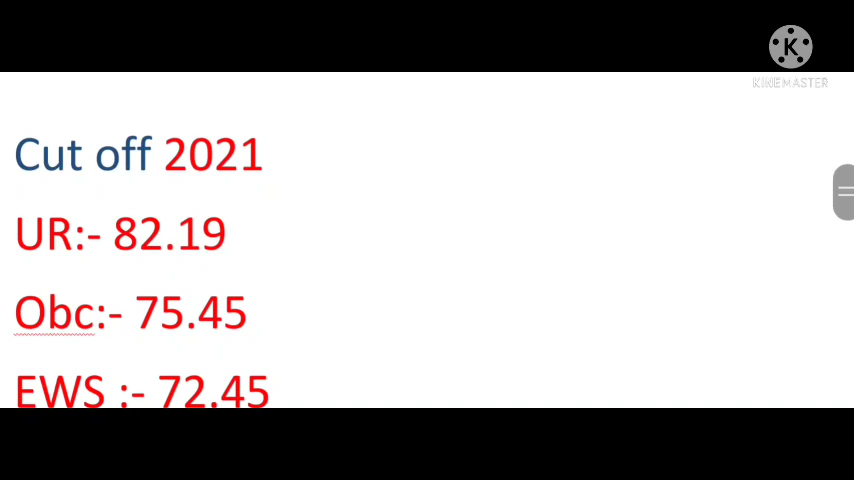 K
KINEMASTER
Cut off 2021
UR:- 82.19
Obc:- 75.45
EWS :- 72.45